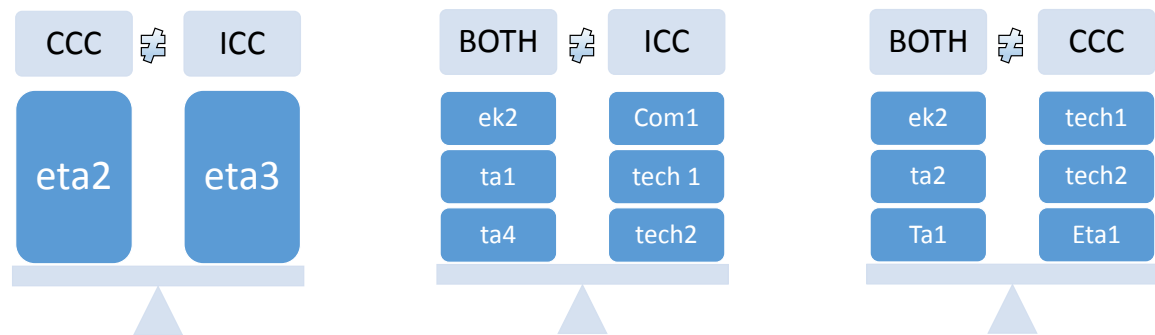 CCC ≠ ICC
eta2 eta3
BOTH ≠ ICC
ek2 Com1
ta1 tech 1
ta4 tech2
BOTH ≠ CCC
ek2 tech1
ta2 tech2
Ta1 Eta1